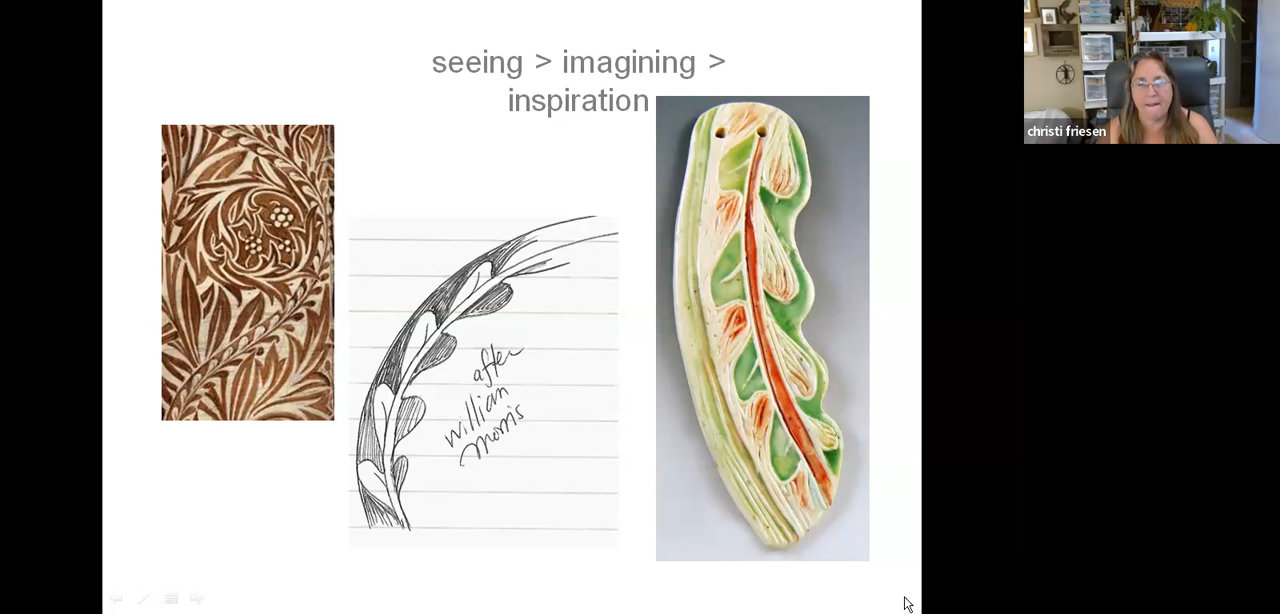 seeing > imagining >
inspiration
after
william
morris
christi friesen